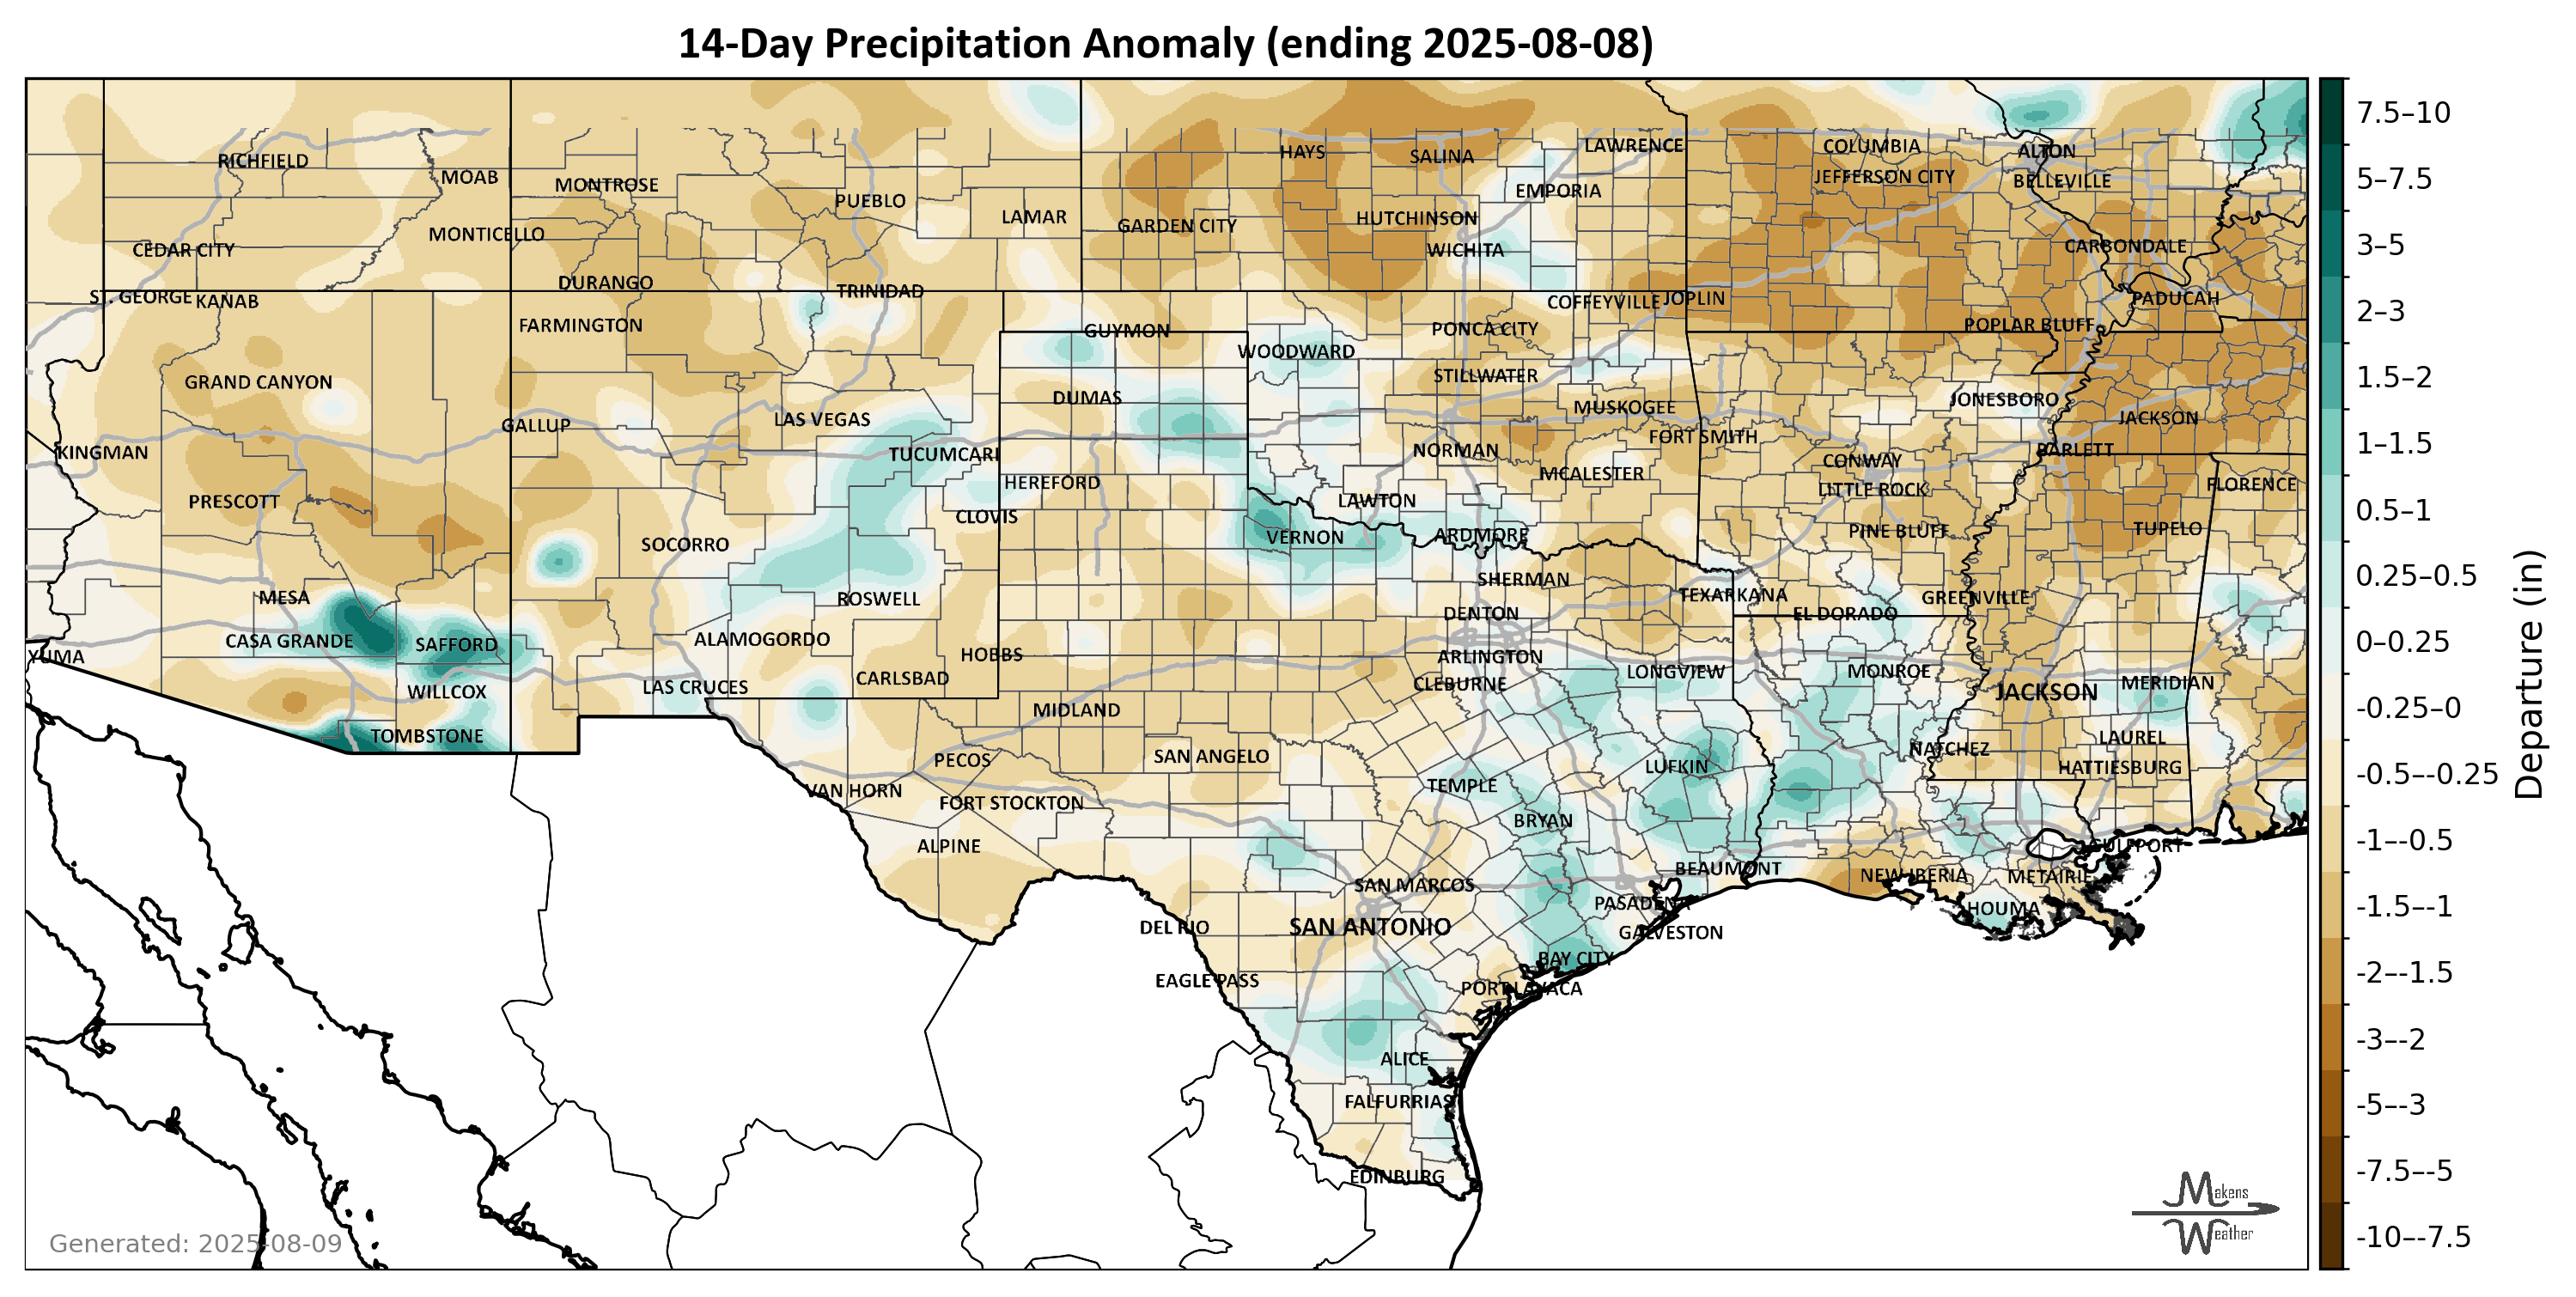 14-Day Precipitation Anomaly (ending 2025-08-08)
RICHFIELD
MOAB
MONTROSE
PUEBLO
LAMAR
HAYS
SALINA
LAWRENCE
EMPORIA
COLUMBIA
JEFFERSON CITY
ALTON
BELLEVILLE
CEDAR CITY
MONTICELLO
GARDEN CITY
HUTCHINSON
WICHITA
CARBONDALE
ST. GEORGE
KANAB
DURANGO
TRINIDAD
COFFEYVILLE
JOPLIN
PADUCAH
FARMINGTON
GUYMON
PONCA CITY
POPLAR BLUFF
WOODWARD
STILLWATER
GRAND CANYON
DUMAS
MUSKOGEE
JONESBORO
GALLUP
LAS VEGAS
FORT SMITH
JACKSON
KINGMAN
TUCUMCARI
NORMAN
BARLETT
PRESCOTT
HEREFORD
MCALESTER
CONWAY
LITTLE ROCK
FLORENCE
CLOVIS
LAWTON
SOCORRO
VERNON
ARDMORE
PINE BLUFF
TUPELO
MESA
ROSWELL
SHERMAN
TEXARKANA
GREENVILLE
CASA GRANDE
SAFFORD
ALAMOGORDO
DENTON
EL DORADO
YUMA
HOBBS
ARLINGTON
LONGVIEW
MONROE
WILLCOX
LAS CRUCES
CARLSBAD
CLEBURNE
JACKSON
MERIDIAN
TOMBSTONE
MIDLAND
LAUREL
PECOS
SAN ANGELO
LUFKIN
NATCHEZ
HATTIESBURG
VAN HORN
FORT STOCKTON
TEMPLE
BRYAN
ALPINE
GULFPORT
SAN MARCOS
BEAUMONT
NEW IBERIA
METAIRIE
DEL RIO
SAN ANTONIO
PASADENA
GALVESTON
HOUMA
EAGLE PASS
BAY CITY
PORT LAVACA
ALICE
FALFURRIAS
EDINBURG
7.5–10
5–7.5
3–5
2–3
1.5–2
1–1.5
0.5–1
0.25–0.5
0–0.25
-0.25–0
-0.5–-0.25
-1–-0.5
-1.5–-1
-2–-1.5
-3–-2
-5–-3
-7.5–-5
-10–-7.5
Departure (in)
Generated: 2025-08-09
Makens
Weather